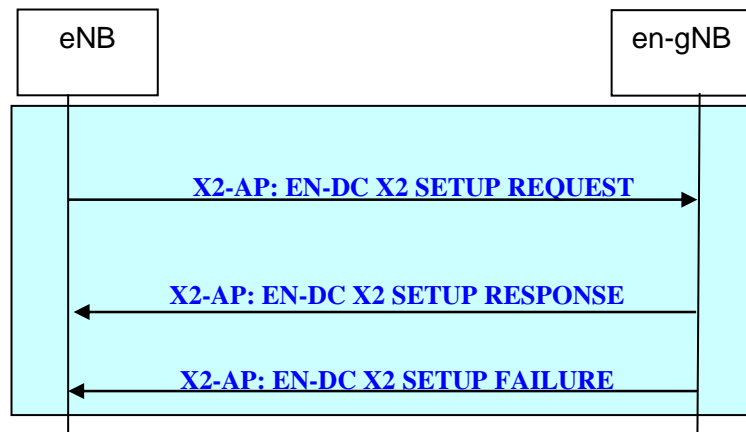 eNB
en-gNB
X2-AP: EN-DC X2 SETUP REQUEST
X2-AP: EN-DC X2 SETUP RESPONSE
X2-AP: EN-DC X2 SETUP FAILURE